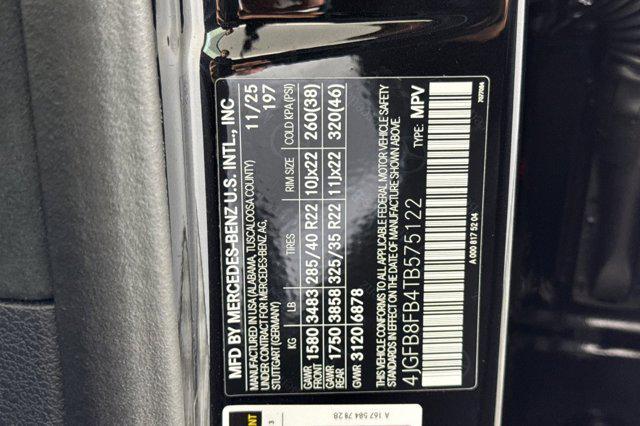 MFD BY MERCEDES-BENZ U.S. INTL., INC
MANUFACTURED IN USA (ALABAMA, TUSCALOOSA COUNTY) 11/25
UNDER CONTRACT FOR MERCEDES-BENZ AG, 197
STUTTGART (GERMANY)
KG LB TIRES RIM SIZE COLD KPA (PSI)
GAWR FRONT 1580 3483 285/40 R22 10Jx22 260(38)
GAWR REAR 1750 3858 325/35 R22 11Jx22 320(46)
GVWR 3120 6878
THIS VEHICLE CONFORMS TO ALL APPLICABLE FEDERAL MOTOR VEHICLE SAFETY
STANDARDS IN EFFECT ON THE DATE OF MANUFACTURE SHOWN ABOVE.
4JGFB8FB4TB575122 TYPE: MPV
A 000 817 52 04
A 167 584 78 28